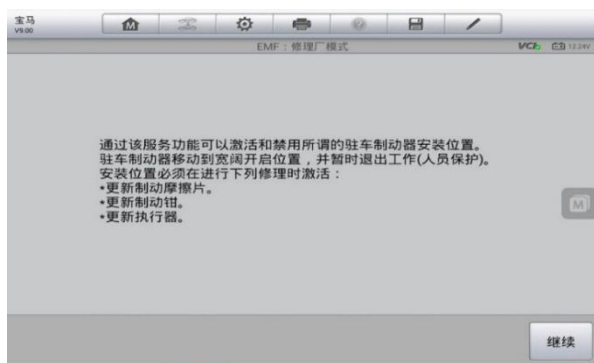 宝马
V9.00
EMF：修理厂模式
VCI
12.24V
通过该服务功能可以激活和禁用所谓的驻车制动器安装位置。
驻车制动器移动到宽阔开启位置，并暂时退出工作(人员保护)。
安装位置必须在进行下列修理时激活：
•更新制动摩擦片。
•更新制动钳。
•更新执行器。
M
继续